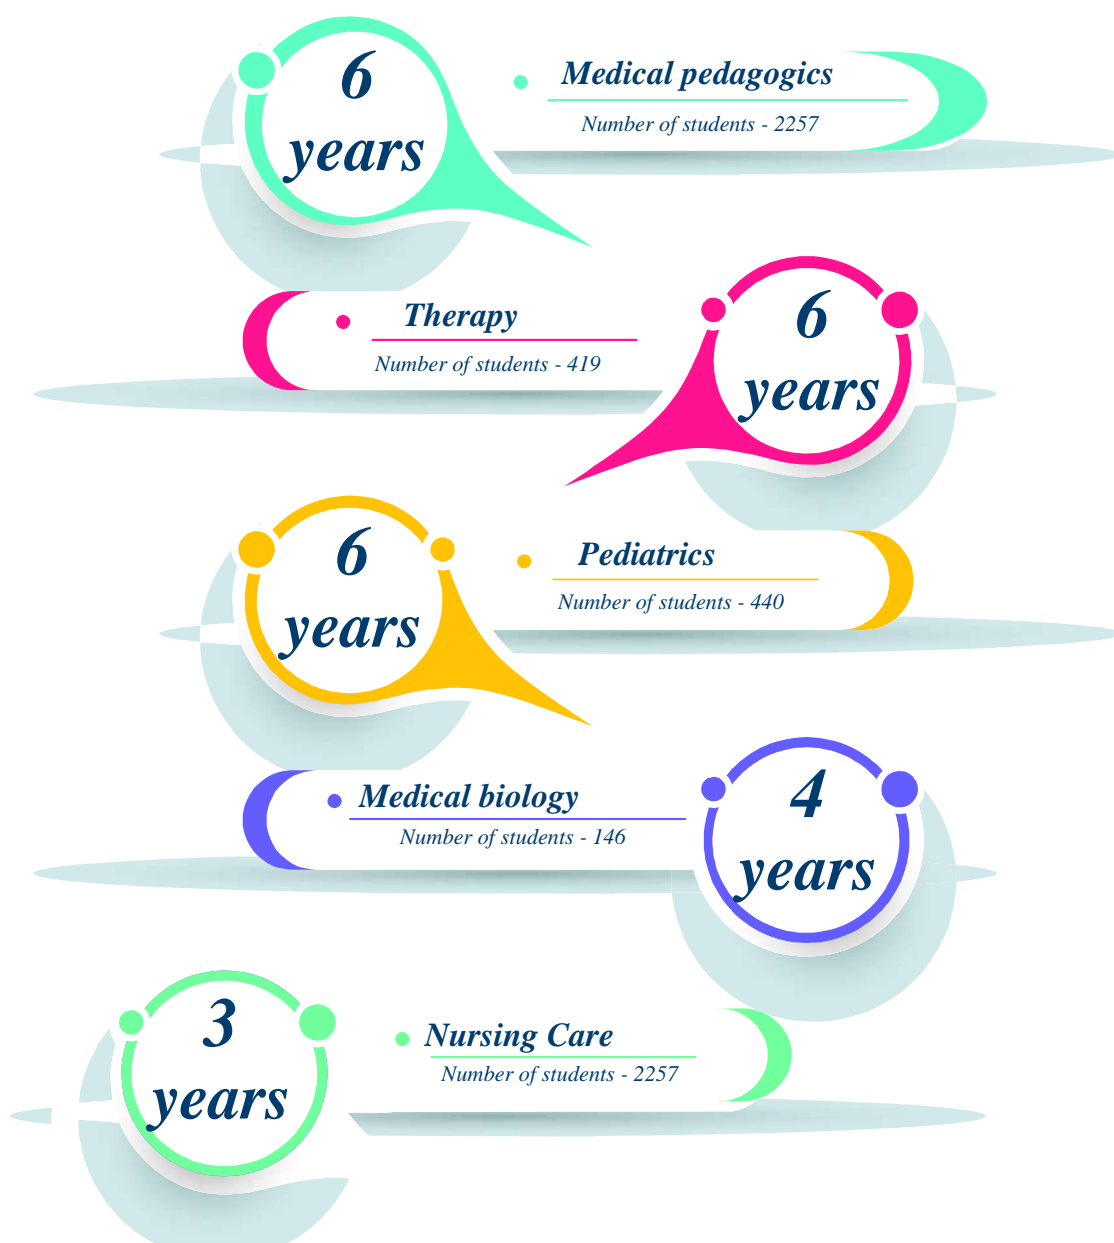 6
years
Medical pedagogics
Number of students - 2257
Therapy
Number of students - 419
6
years
6
years
Pediatrics
Number of students - 440
Medical biology
Number of students - 146
4
years
3
years
Nursing Care
Number of students - 2257